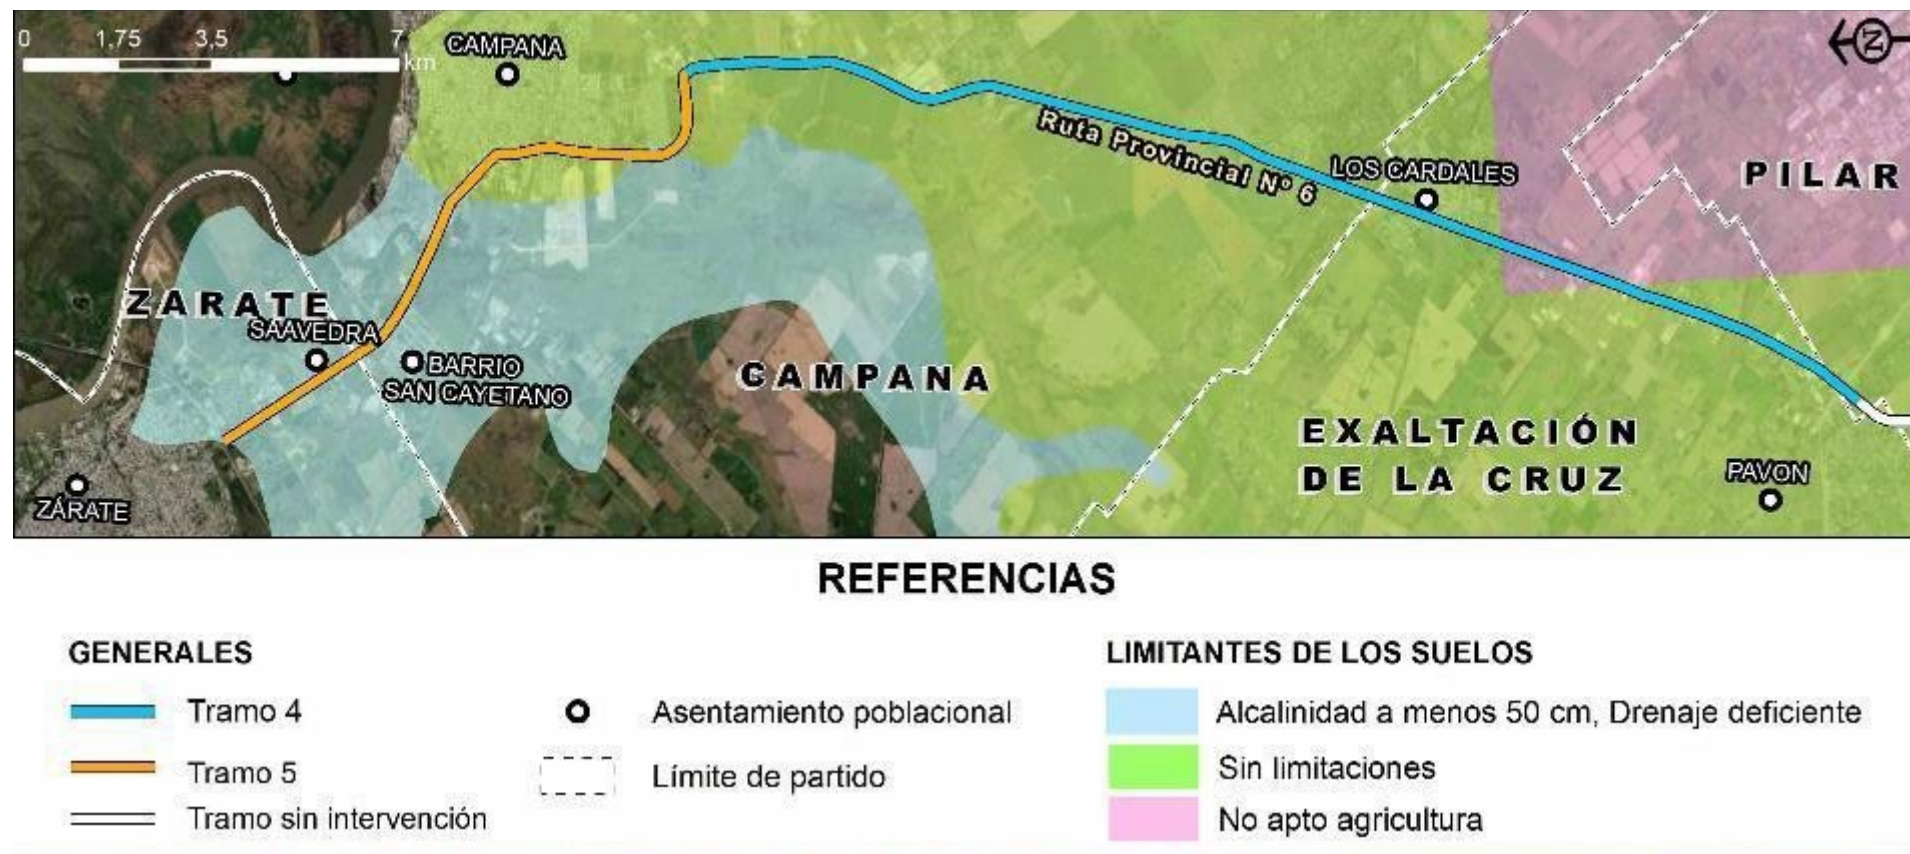 0 1,75 3,5 7
km
CAMPANA
N
Ruta Provincial Nº 6
LOS CARDALES
PILAR
ZARATE
SAAVEDRA
BARRIO
SAN CAYETANO
CAMPANA
EXALTACIÓN
DE LA CRUZ
PAVON
ZÁRATE
REFERENCIAS
GENERALES
Tramo 4
Tramo 5
Tramo sin intervención
Asentamiento poblacional
Límite de partido
LIMITANTES DE LOS SUELOS
Alcalinidad a menos 50 cm, Drenaje deficiente
Sin limitaciones
No apto agricultura